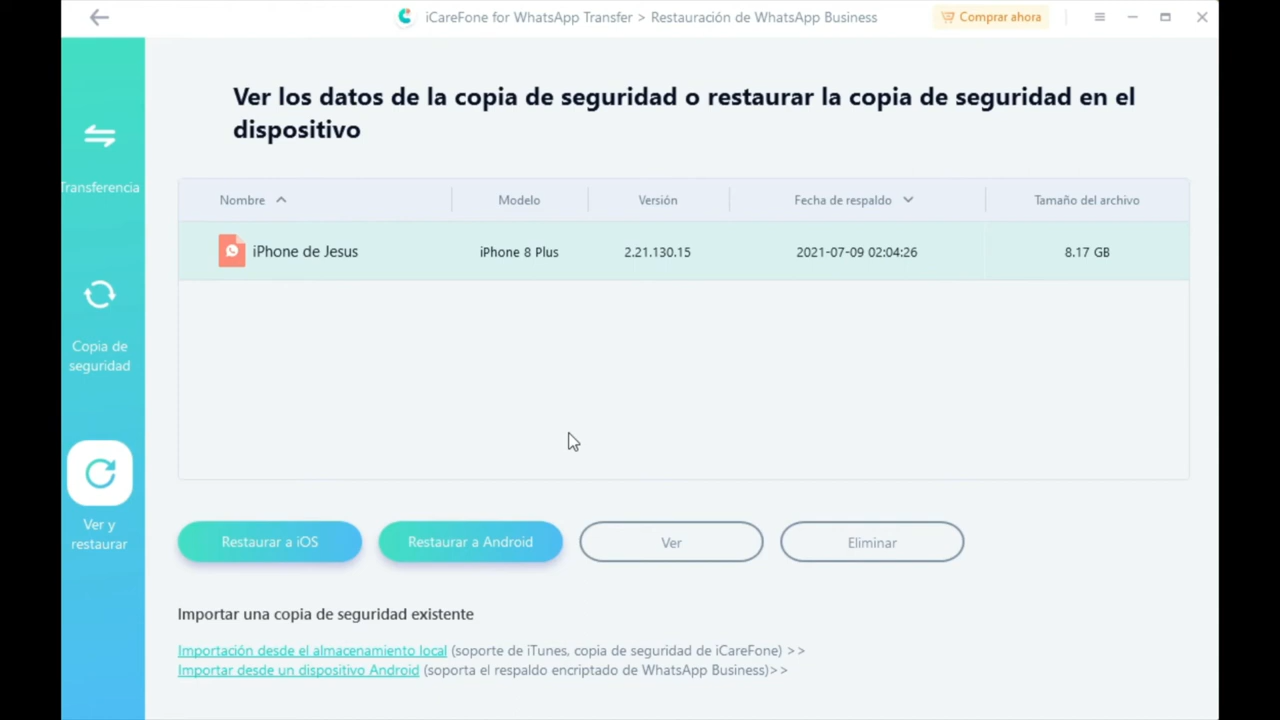 iCareFone for WhatsApp Transfer > Restauración de WhatsApp Business
Comprar ahora
Transferencia
Copia de
seguridad
Ver y
restaurar
Ver los datos de la copia de seguridad o restaurar la copia de seguridad en el
dispositivo
Nombre Modelo Versión Fecha de respaldo Tamaño del archivo
iPhone de Jesus iPhone 8 Plus 2.21.130.15 2021-07-09 02:04:26 8.17 GB
Restaurar a iOS Restaurar a Android Ver Eliminar
Importar una copia de seguridad existente
Importación desde el almacenamiento local (soporte de iTunes, copia de seguridad de iCareFone) >>
Importar desde un dispositivo Android (soporta el respaldo encriptado de WhatsApp Business)>>